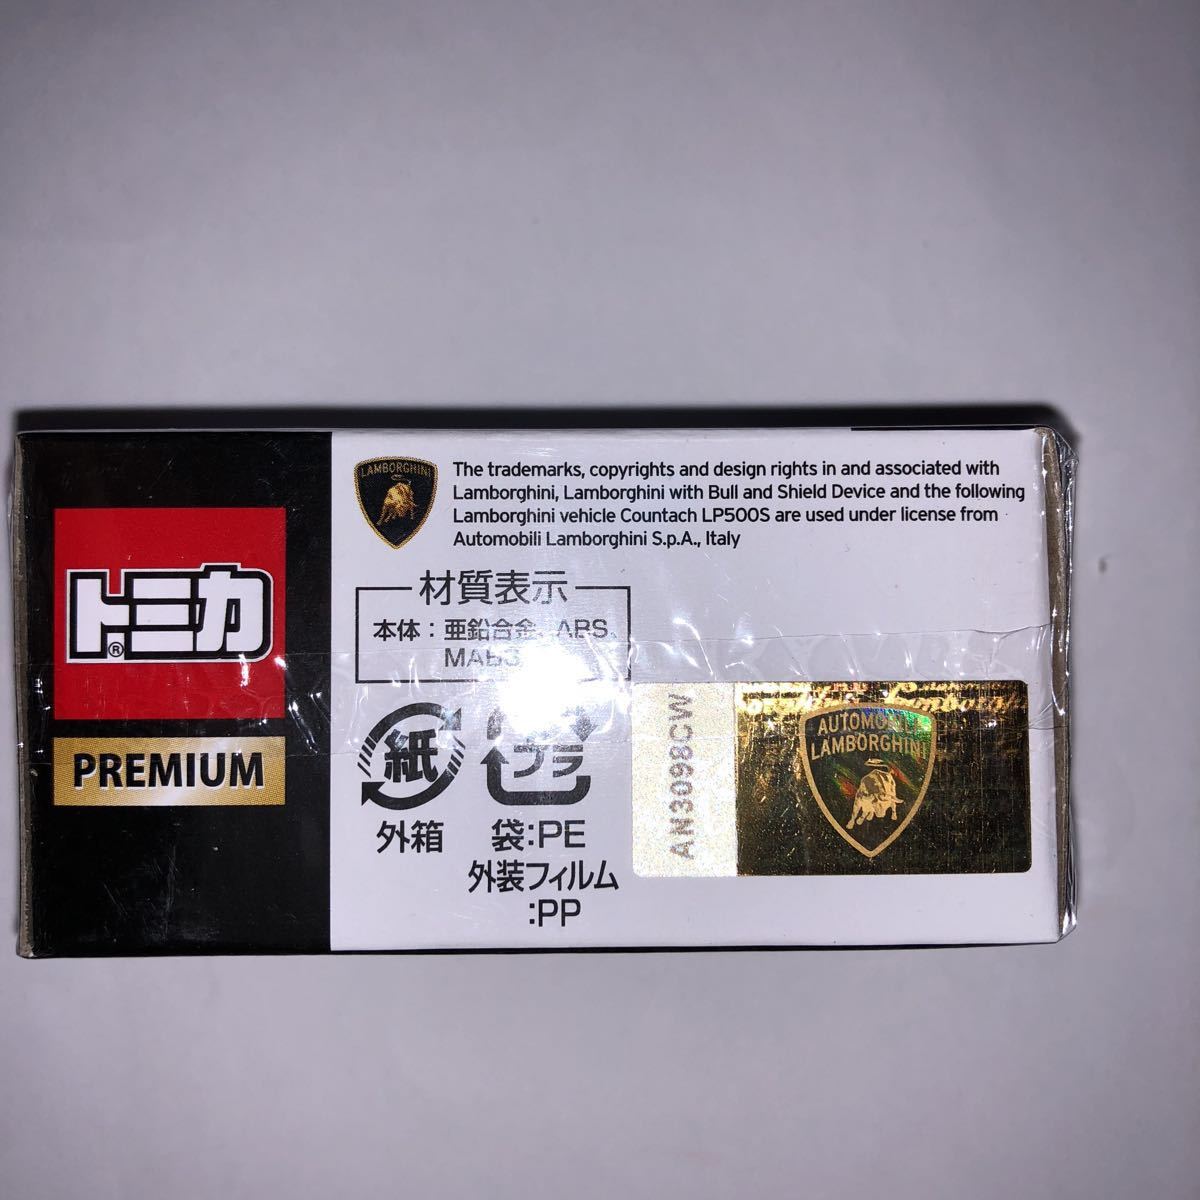 トミカ®
PREMIUM
LAMBORGHINI
The trademarks, copyrights and design rights in and associated with
Lamborghini, Lamborghini with Bull and Shield Device and the following
Lamborghini vehicle Countach LP500S are used under license from
Automobili Lamborghini S.p.A., Italy
材質表示
本体：亜鉛合金、ABS、
紙
外箱
プラ
袋:PE
外装フィルム
:PP
AN3098CW
LAMBORGHINI